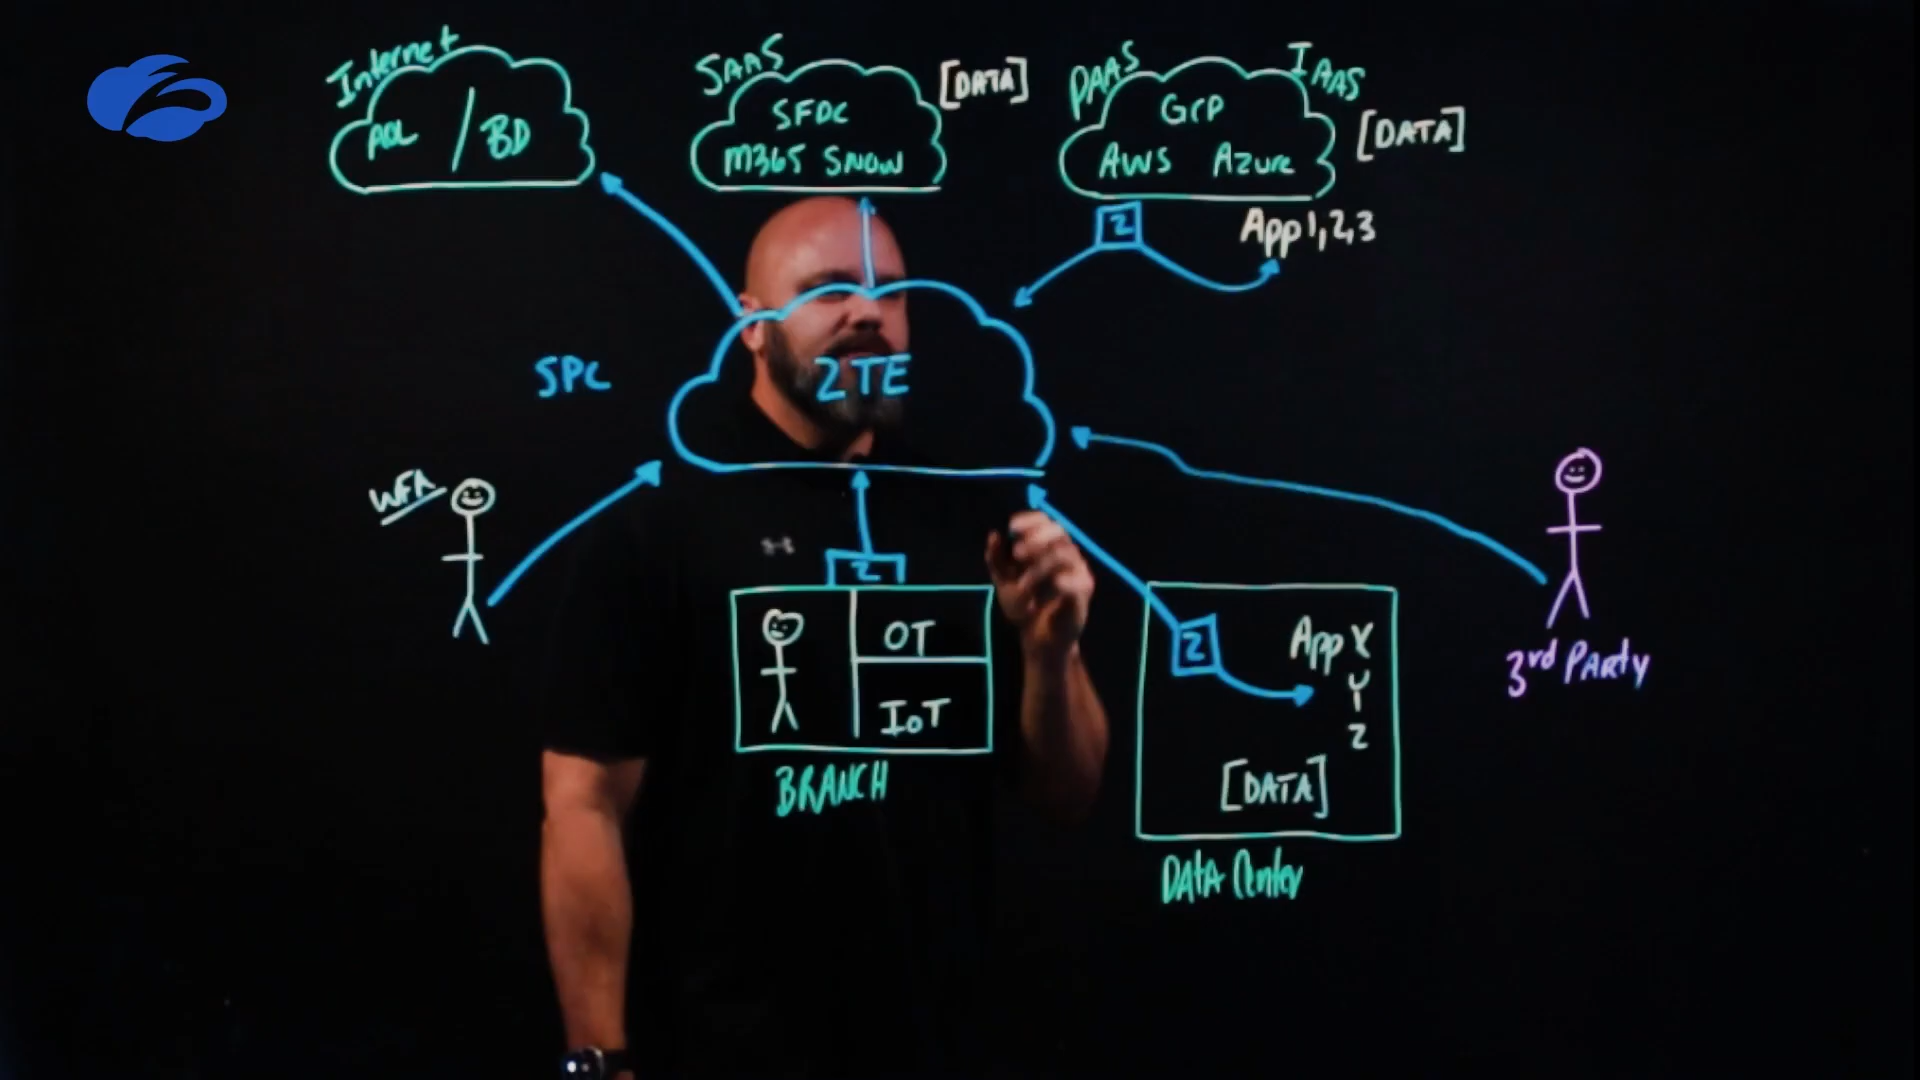 Internet
AOL / BD
SAAS
SFDC
M365 SNOW
[DATA]
PAAS
IAAS
GCP
AWS Azure
[DATA]
Z
App 1,2,3
SPC
ZTE
WFA
Z
OT
IoT
BRANCH
Z
App X
Y
Z
[DATA]
DATA Center
3rd PARTY